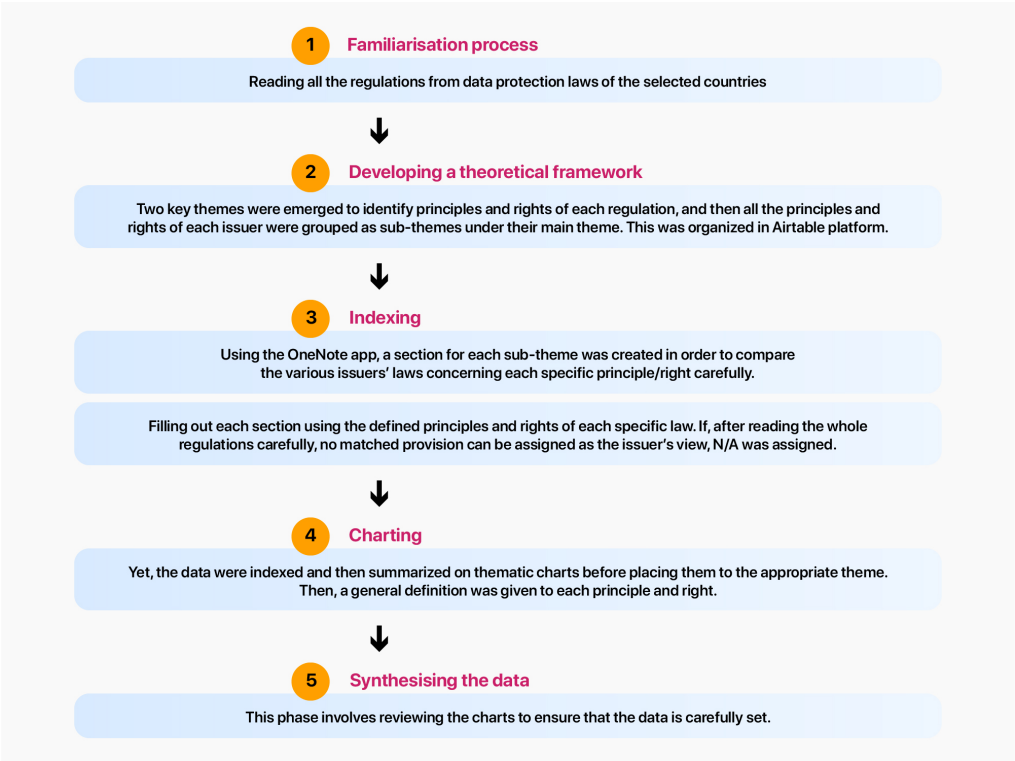 1 Familiarisation process
Reading all the regulations from data protection laws of the selected countries
2 Developing a theoretical framework
Two key themes were emerged to identify principles and rights of each regulation, and then all the principles and
rights of each issuer were grouped as sub-themes under their main theme. This was organized in Airtable platform.
3 Indexing
Using the OneNote app, a section for each sub-theme was created in order to compare
the various issuers’ laws concerning each specific principle/right carefully.
Filling out each section using the defined principles and rights of each specific law. If, after reading the whole
regulations carefully, no matched provision can be assigned as the issuer’s view, N/A was assigned.
4 Charting
Yet, the data were indexed and then summarized on thematic charts before placing them to the appropriate theme.
Then, a general definition was given to each principle and right.
5 Synthesising the data
This phase involves reviewing the charts to ensure that the data is carefully set.